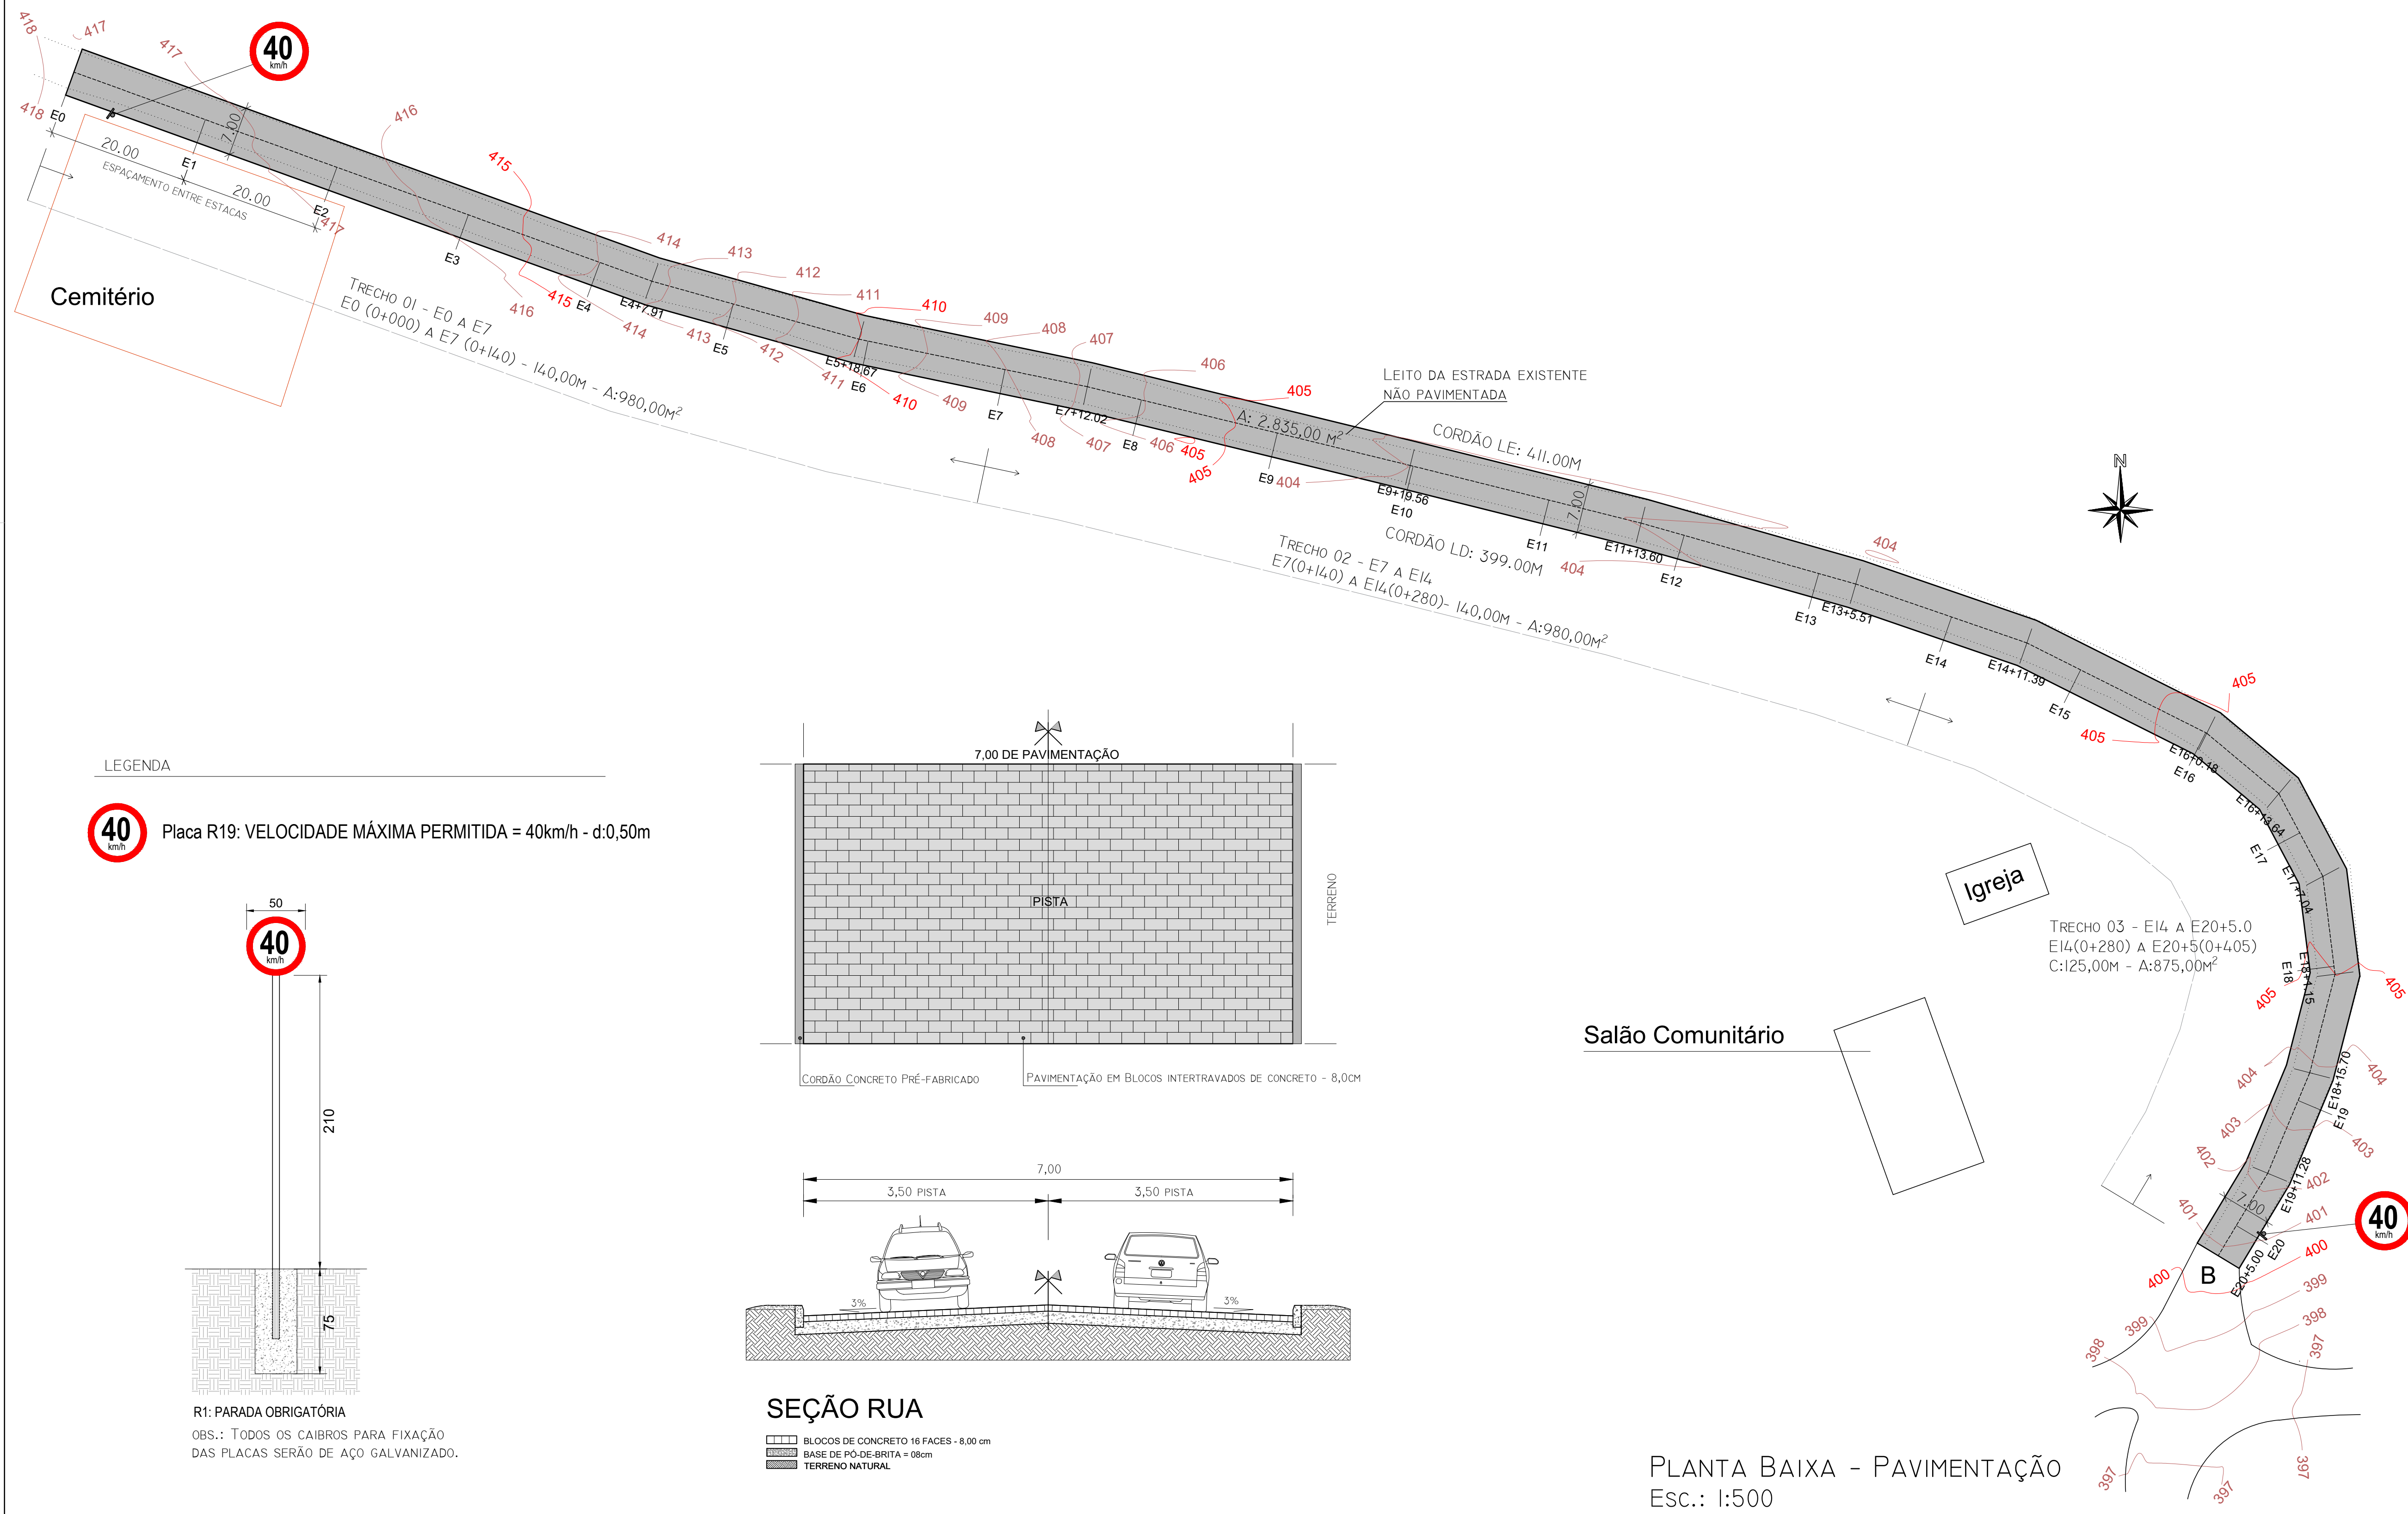 418
417
417
40
km/h
418
E0
20.00
ESPAÇAMENTO ENTRE ESTACAS
E1
20.00
7.00
E2
417
416
E3
416
415
415
E4
414
E4+7.91
414
413
413
E5
412
412
411
411
E5+18.67
E6
410
410
409
409
408
408
E7
407
407
E7+12.02
E8
406
406
405
405
405
A: 2.835,00 M²
LEITO DA ESTRADA EXISTENTE
NÃO PAVIMENTADA
CORDÃO LE: 411.00M
E9
404
E9+19.56
E10
7.00
CORDÃO LD: 399.00M
E11
404
E11+13.60
E12
404
E13
E13+5.51
E14
E14+11.39
E15
405
405
E16+0.18
E16
E16+13.64
E17
E17+7.04
E18
E18+1.15
405
405
404
404
E18+15.70
E19
403
403
402
402
E19+11.28
401
401
7.00
E20
E20+5.00
400
400
B
399
399
398
398
397
397
397
397
40
km/h
N
Cemitério
TRECHO 01 - E0 A E7
E0 (0+000) A E7 (0+140) - 140,00M - A:980,00M²
TRECHO 02 - E7 A E14
E7(0+140) A E14(0+280)- 140,00M - A:980,00M²
Igreja
TRECHO 03 - E14 A E20+5.0
E14(0+280) A E20+5(0+405)
C:125,00M - A:875,00M²
Salão Comunitário
LEGENDA
40
km/h
Placa R19: VELOCIDADE MÁXIMA PERMITIDA = 40km/h - d:0,50m
50
40
km/h
210
75
R1: PARADA OBRIGATÓRIA
OBS.: TODOS OS CAIBROS PARA FIXAÇÃO
DAS PLACAS SERÃO DE AÇO GALVANIZADO.
7,00 DE PAVIMENTAÇÃO
PISTA
TERRENO
CORDÃO CONCRETO PRÉ-FABRICADO
PAVIMENTAÇÃO EM BLOCOS INTERTRAVADOS DE CONCRETO - 8,0CM
7,00
3,50 PISTA
3,50 PISTA
3%
3%
SEÇÃO RUA
BLOCOS DE CONCRETO 16 FACES - 8,00 cm
BASE DE PÓ-DE-BRITA = 08cm
TERRENO NATURAL
PLANTA BAIXA - PAVIMENTAÇÃO
ESC.: 1:500